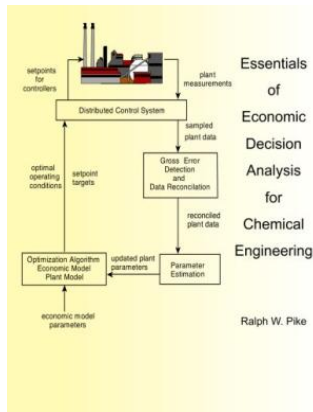 setpoints
for
controllers
plant
measurements
Distributed Control System
sampled
plant data
optimal
operating
conditions
setpoint
targets
Gross Error
Detection
and
Data Reconcilation
reconciled
plant data
Optimization Algorithm
Economic Model
Plant Model
updated plant
parameters
Parameter
Estimation
economic model
parameters
Essentials
of
Economic
Decision
Analysis
for
Chemical
Engineering
Ralph W. Pike